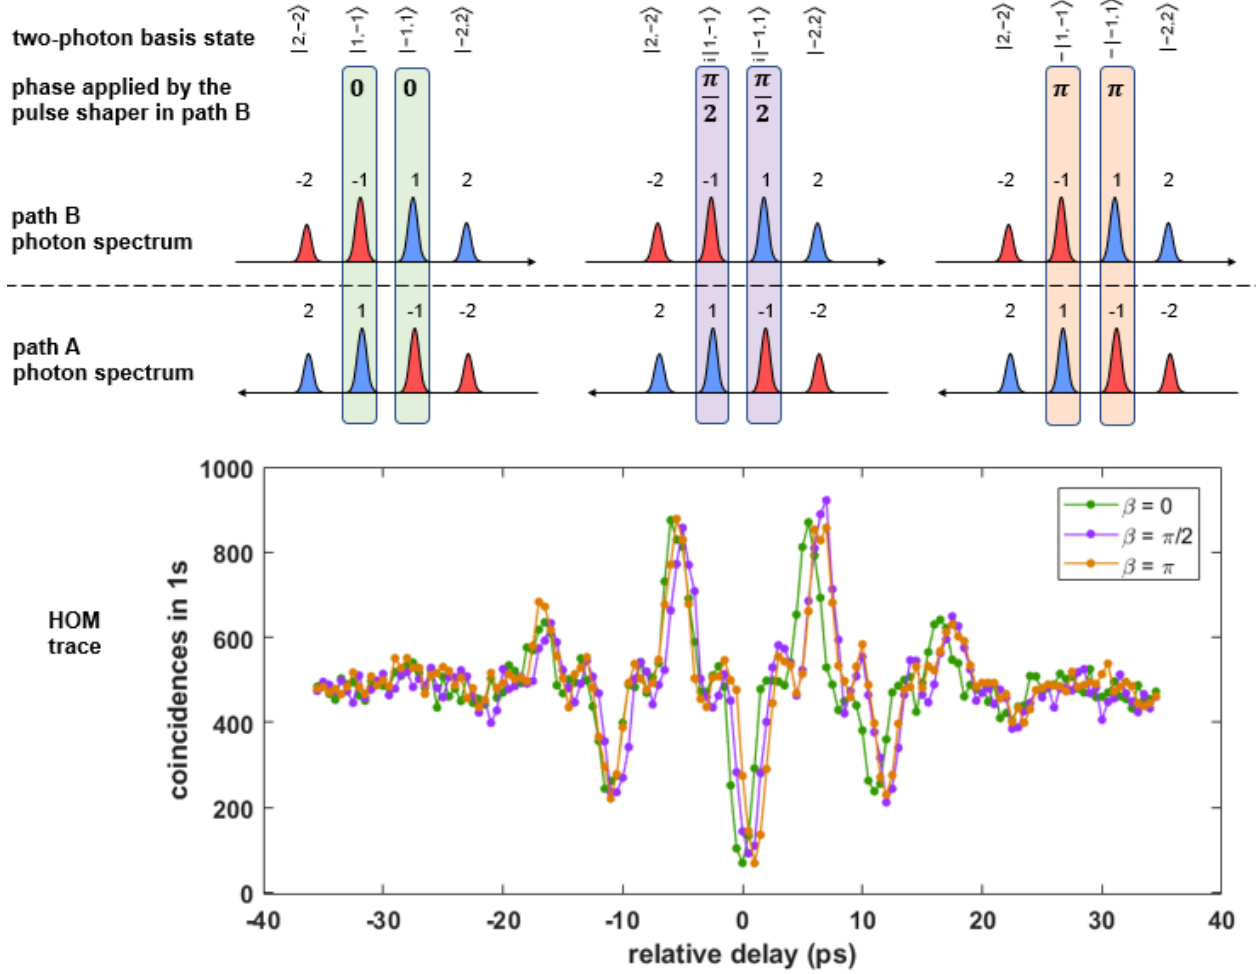 two-photon basis state
|2,−2⟩ |1,−1⟩ |−1,1⟩ |−2,2⟩
|2,−2⟩ i|1,−1⟩ i|−1,1⟩ |−2,2⟩
|2,−2⟩ −|1,−1⟩ −|−1,1⟩ |−2,2⟩
phase applied by the
pulse shaper in path B
0 0
π/2 π/2
π π
-2 -1 1 2
-2 -1 1 2
-2 -1 1 2
path B
photon spectrum
2 1 -1 -2
2 1 -1 -2
2 1 -1 -2
path A
photon spectrum
HOM
trace
coincidences in 1s
1000
800
600
400
200
0
β = 0
β = π/2
β = π
-40 -30 -20 -10 0 10 20 30 40
relative delay (ps)